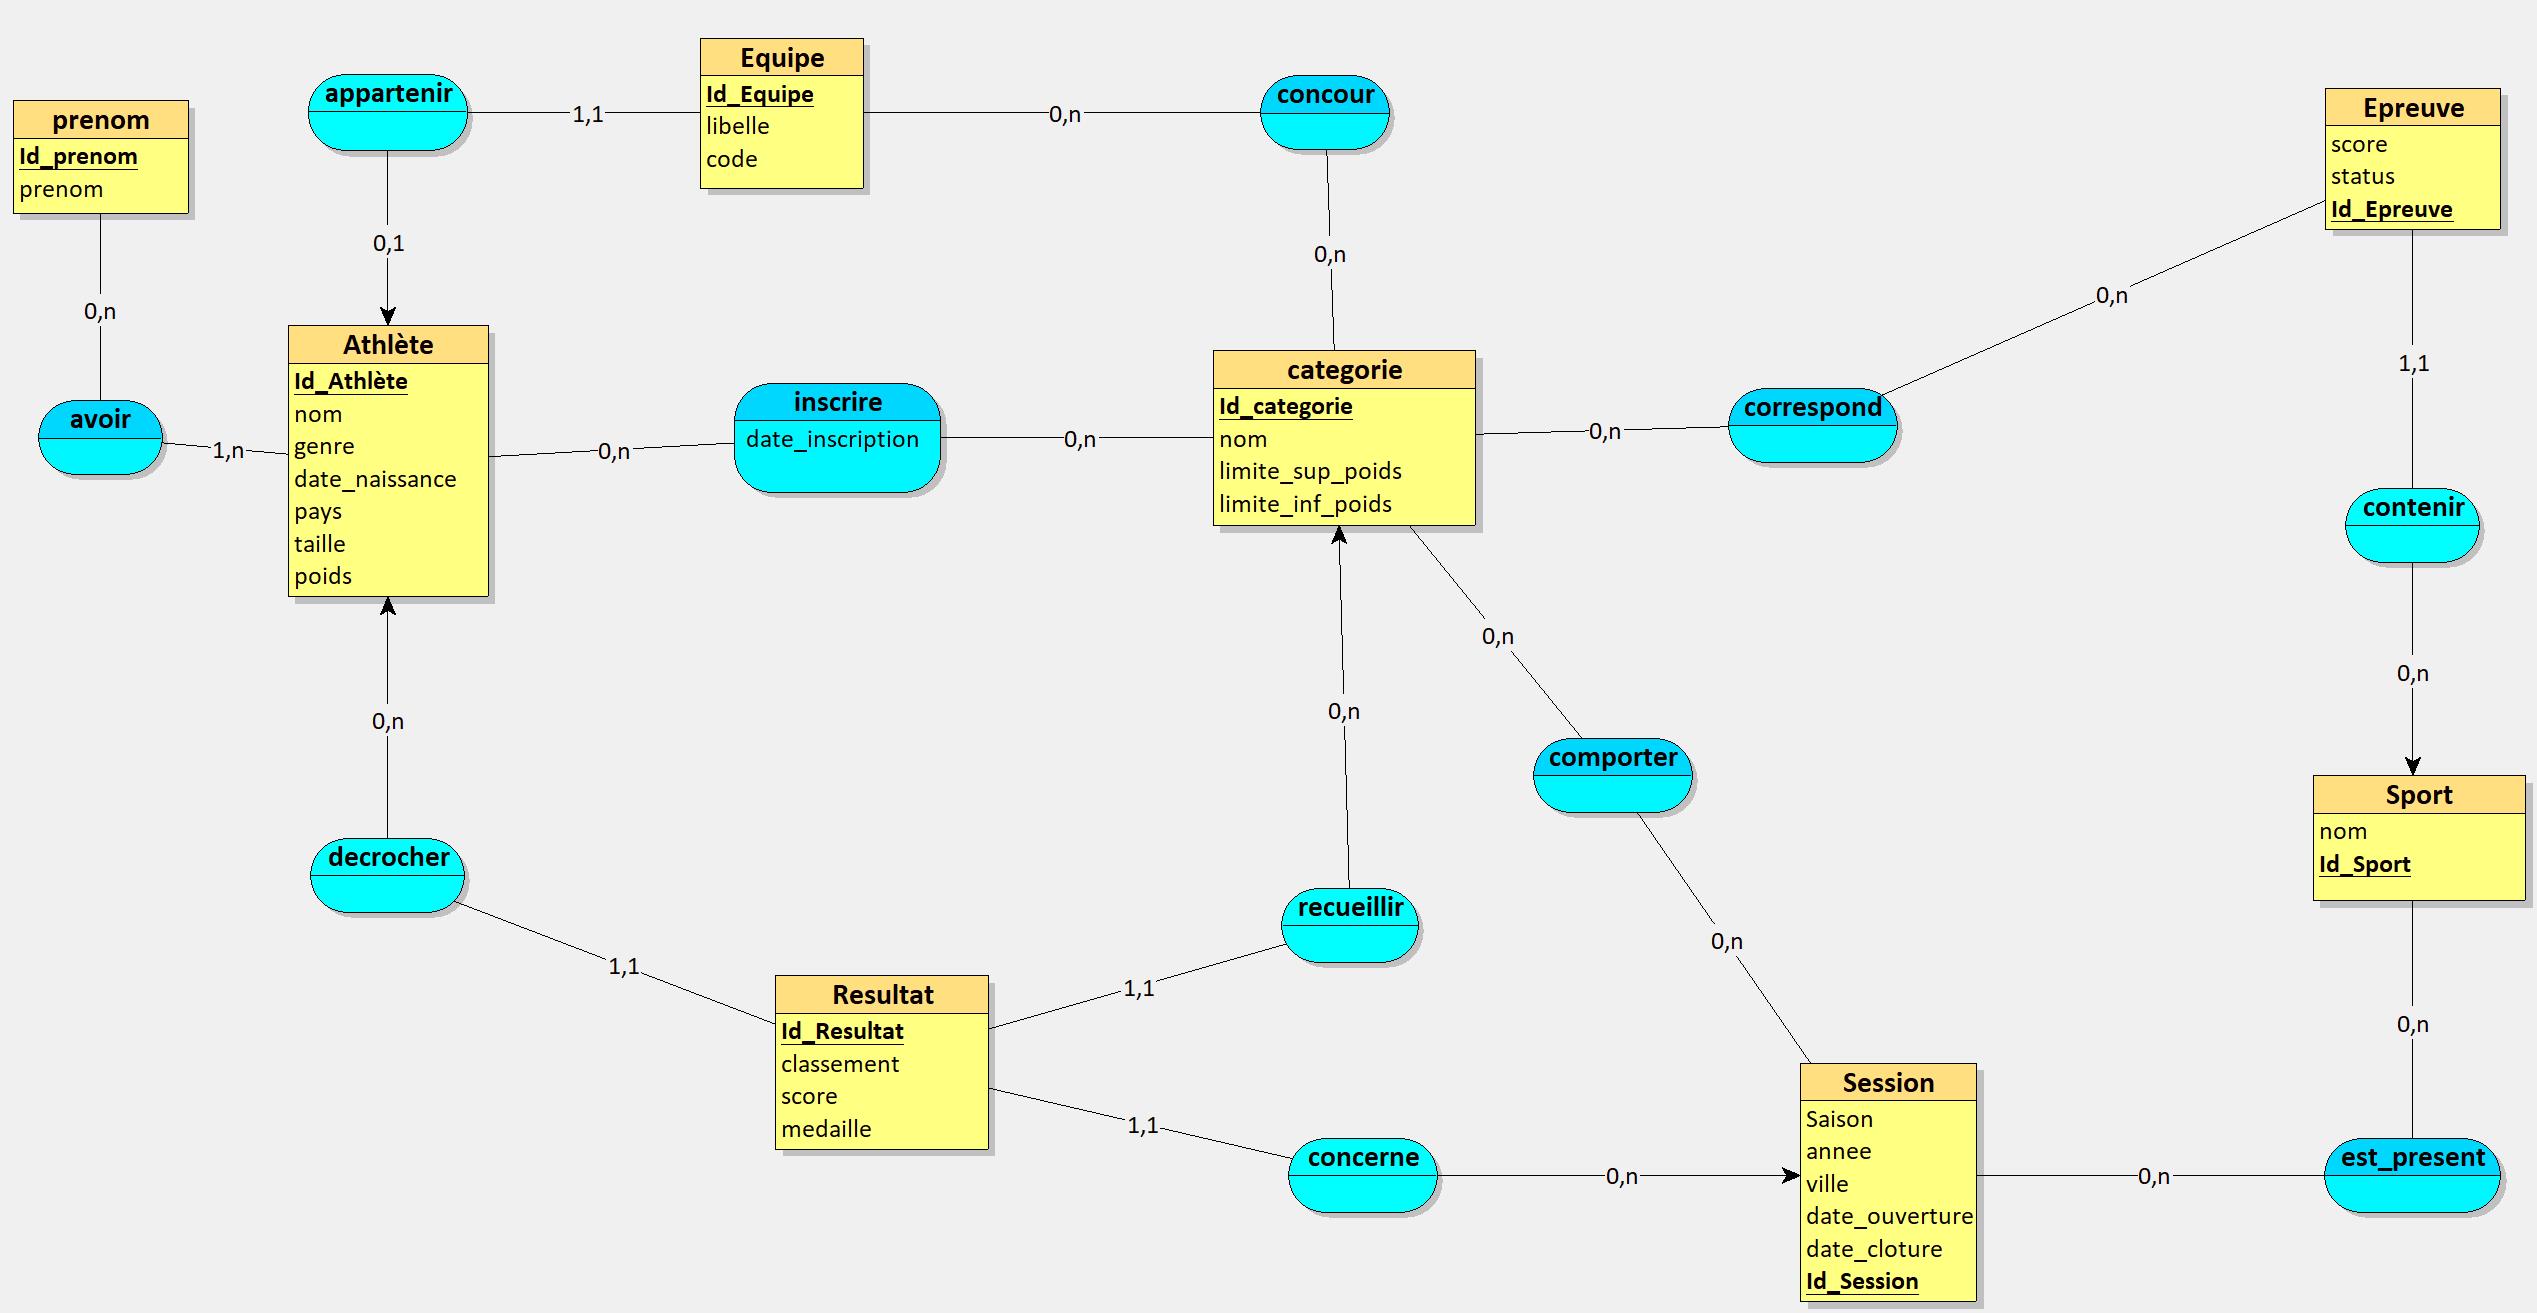 Equipe
Id_Equipe
libelle
code
appartenir
1,1
0,n
concour
Epreuve
score
status
Id_Epreuve
prenom
Id_prenom
prenom
0,1
0,n
0,n
0,n
1,1
avoir
1,n
Athlète
Id_Athlète
nom
genre
date_naissance
pays
taille
poids
0,n
inscrire
date_inscription
0,n
categorie
Id_categorie
nom
limite_sup_poids
limite_inf_poids
0,n
correspond
contenir
0,n
0,n
0,n
0,n
comporter
Sport
nom
Id_Sport
decrocher
1,1
recueillir
1,1
0,n
0,n
Resultat
Id_Resultat
classement
score
medaille
1,1
concerne
0,n
Session
Saison
annee
ville
date_ouverture
date_cloture
Id_Session
0,n
est_present